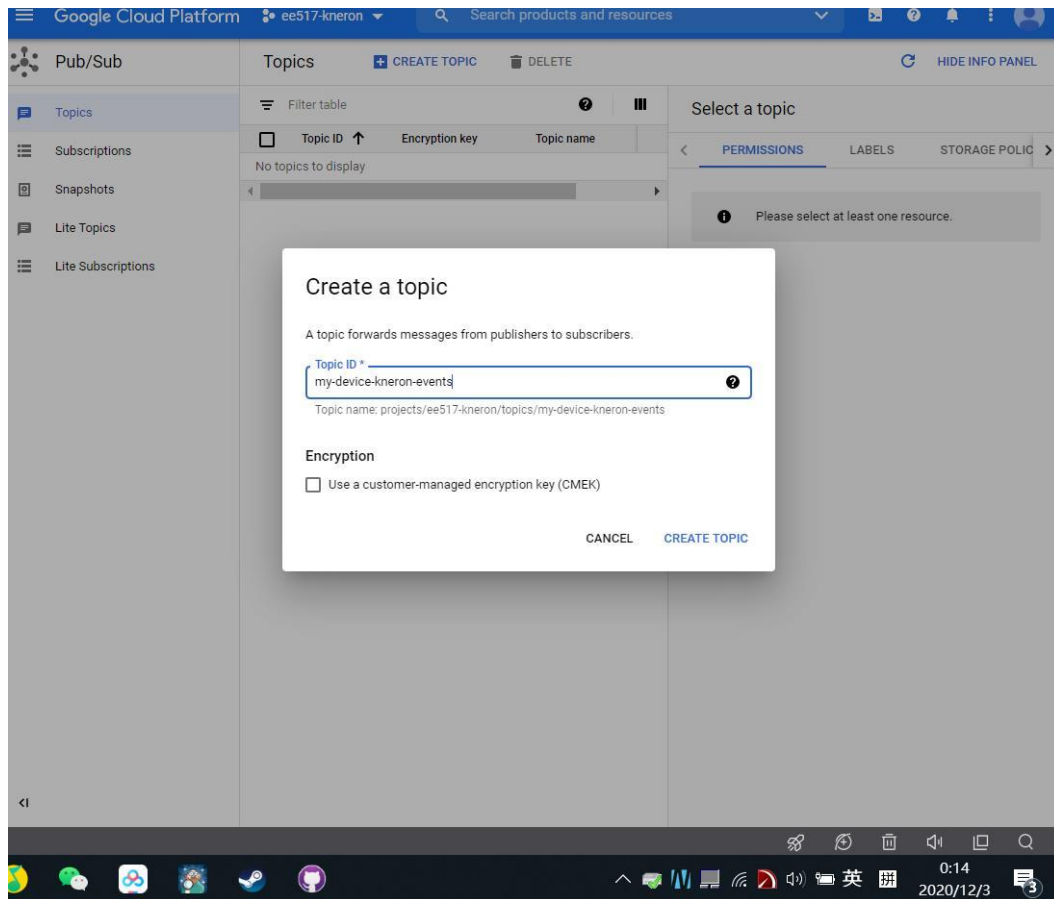 Google Cloud Platform ee517-kneron Search products and resources
Pub/Sub Topics CREATE TOPIC DELETE HIDE INFO PANEL
Topics
Subscriptions
Snapshots
Lite Topics
Lite Subscriptions
Filter table
Topic ID Encryption key Topic name
No topics to display
Select a topic
PERMISSIONS LABELS STORAGE POLIC
Please select at least one resource.
Create a topic
A topic forwards messages from publishers to subscribers.
Topic ID *
my-device-kneron-events
Topic name: projects/ee517-kneron/topics/my-device-kneron-events
Encryption
Use a customer-managed encryption key (CMEK)
CANCEL CREATE TOPIC
英 拼 0:14
2020/12/3
3